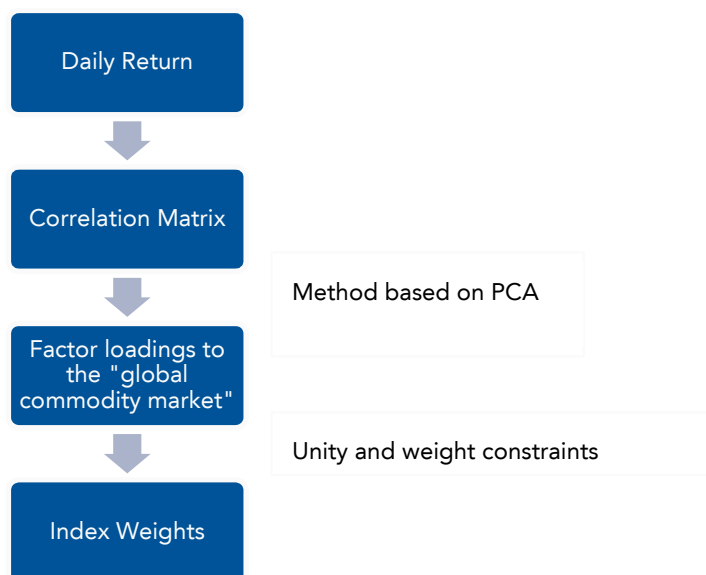 Daily Return
Correlation Matrix
Method based on PCA
Factor loadings to
the "global
commodity market"
Unity and weight constraints
Index Weights